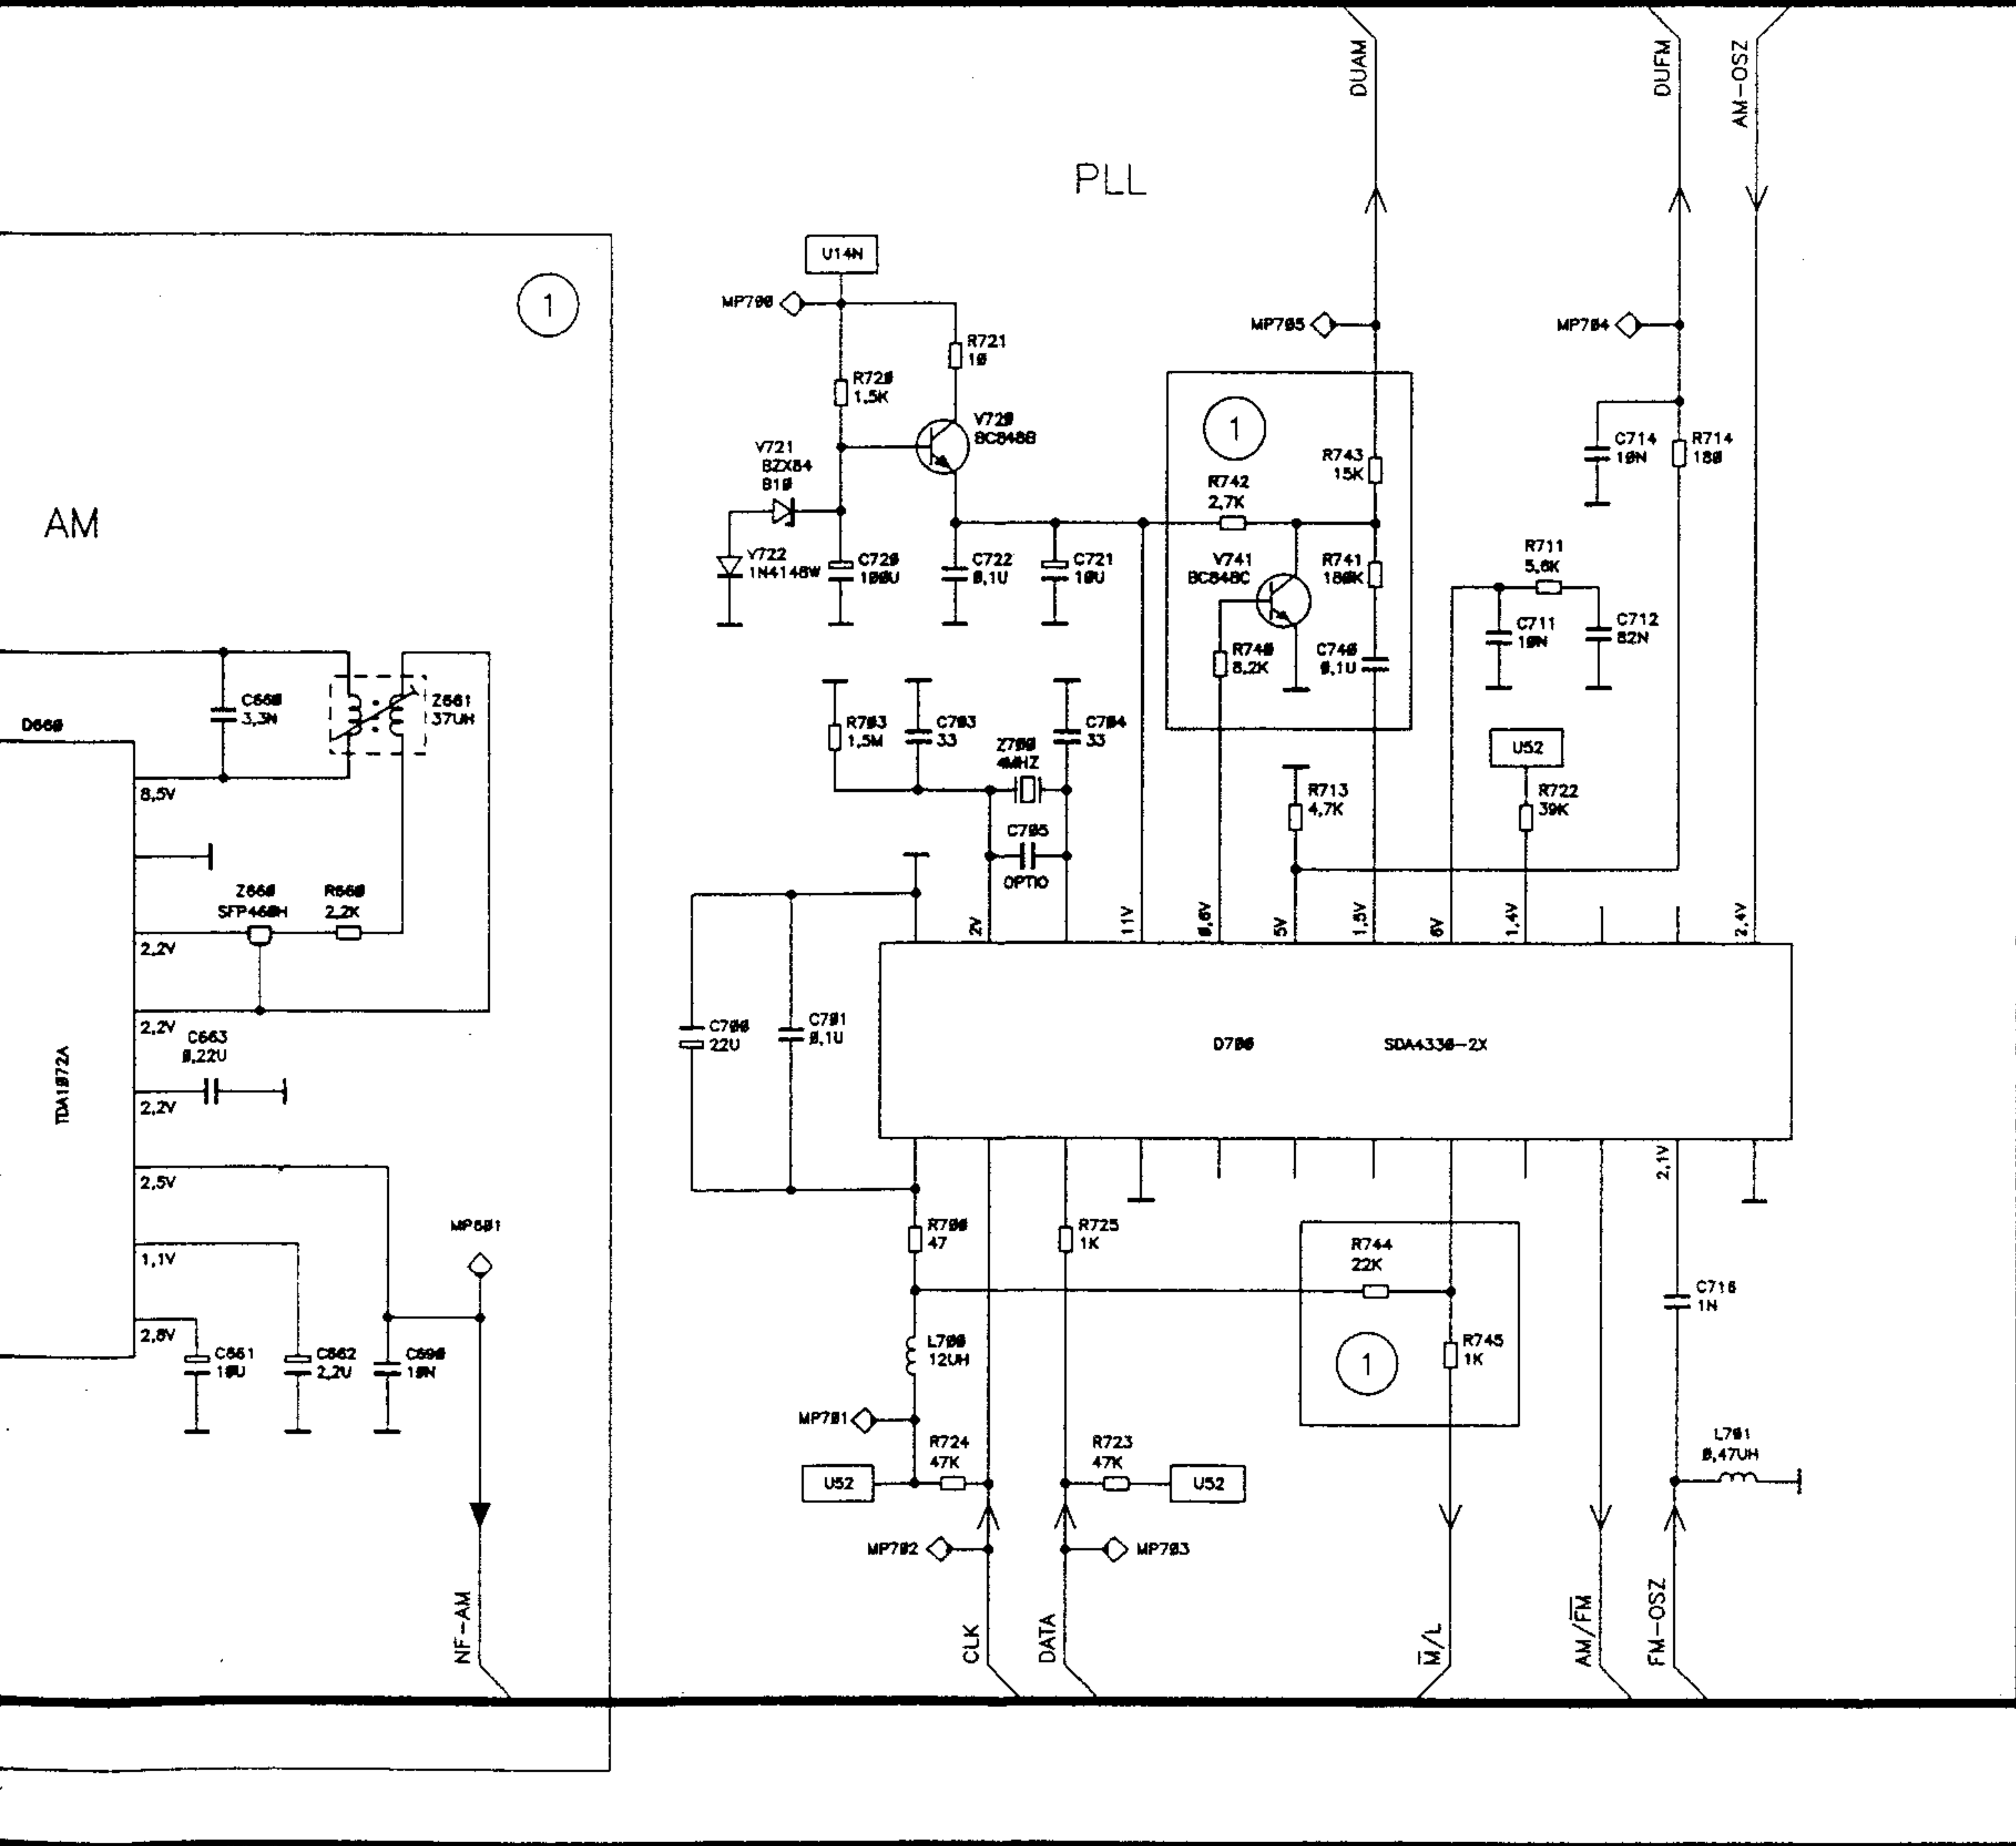 DUAM
DUFM
AM-OSZ
PLL
U14N
1
MP700
MP705
MP704
R721
10
R720
1,5K
V720
BC848B
1
C714
10N
R714
180
V721
BZX84
B10
R743
15K
R742
2,7K
AM
V722
1N4148W
C720
100U
C722
0,1U
C721
10U
V741
BC848C
R741
180K
R711
5,6K
C711
10N
C712
82N
R740
8,2K
C740
0,1U
C660
3,3N
Z661
37UH
D660
R703
1,5M
C703
33
Z700
4MHZ
C704
33
U52
8,5V
R713
4,7K
R722
39K
C705
OPTIO
Z660
SFP460H
R660
2,2K
2V
11V
0,6V
5V
1,5V
6V
1,4V
2,4V
2,2V
2,2V
C663
0,22U
C700
22U
C701
0,1U
D700
SDA4330-2X
TDA1072A
2,2V
2,5V
2,1V
MP601
R700
47
R725
1K
R744
22K
1,1V
C716
1N
2,8V
C661
10U
C662
2,2U
C690
10N
L700
12UH
1
R745
1K
MP701
R724
47K
R723
47K
L701
0,47UH
U52
U52
MP702
MP703
NF-AM
CLK
DATA
M̅/L
AM/F̅M̅
FM-OSZ